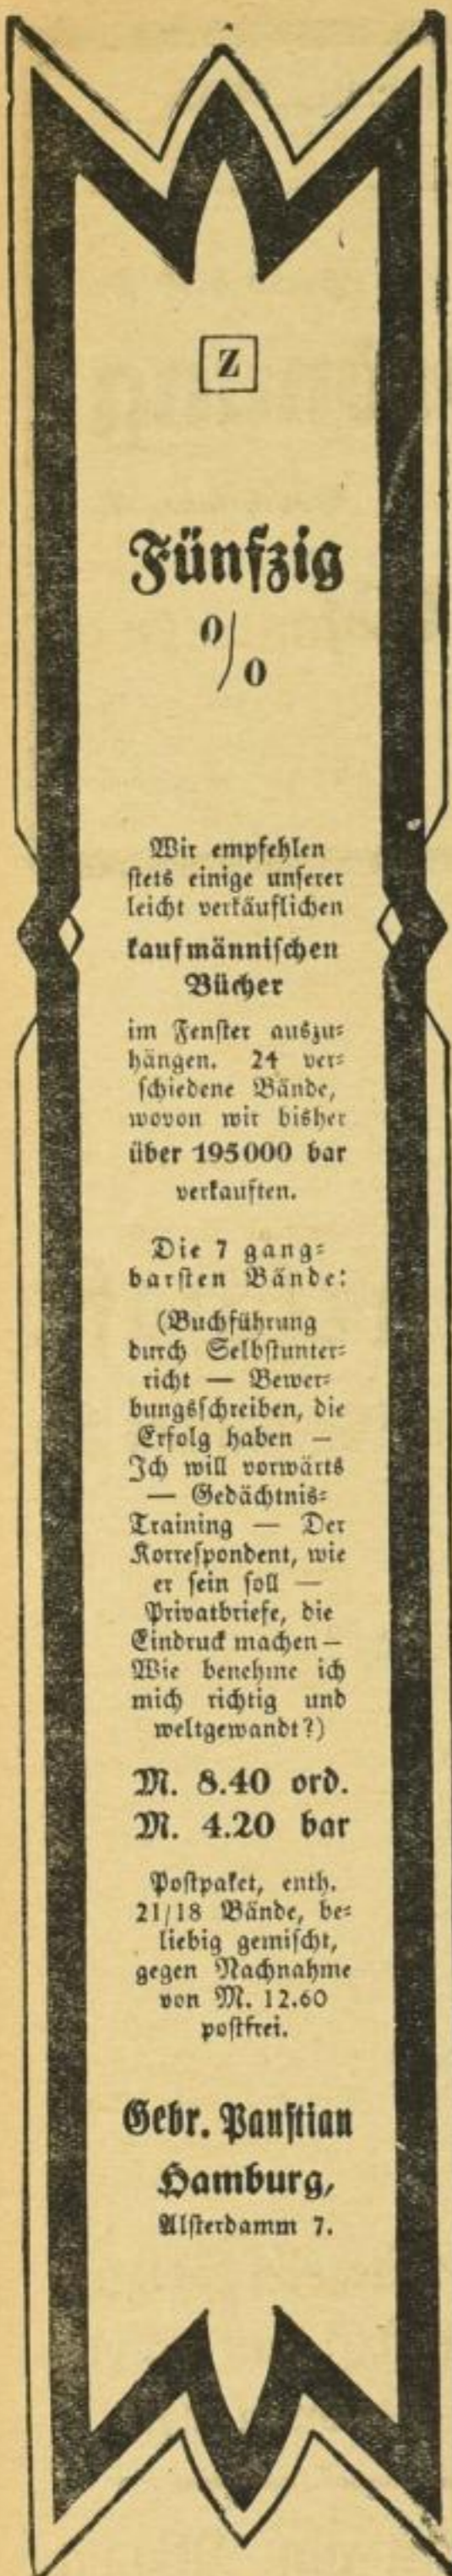 Z
Fünfzig
%
Wir empfehlen
stets einige unserer
leicht verkäuflichen
kaufmännischen
Bücher
im Fenster auszu-
hängen. 24 ver-
schiedene Bände,
wovon wir bisher
über 195000 bar
verkauften.
Die 7 gang-
barsten Bände:
(Buchführung
durch Selbstunter-
richt — Bewer-
bungsschreiben, die
Erfolg haben —
Ich will vorwärts
— Gedächtnis-
Training — Der
Korrespondent, wie
er sein soll —
Privatbriefe, die
Eindruck machen —
Wie benehme ich
mich richtig und
weltgewandt?)
M. 8.40 ord.
M. 4.20 bar
Postpaket, enth.
21/18 Bände, be-
liebig gemischt,
gegen Nachnahme
von M. 12.60
postfrei.
Gebr. Paustian
Hamburg,
Alsterdamm 7.